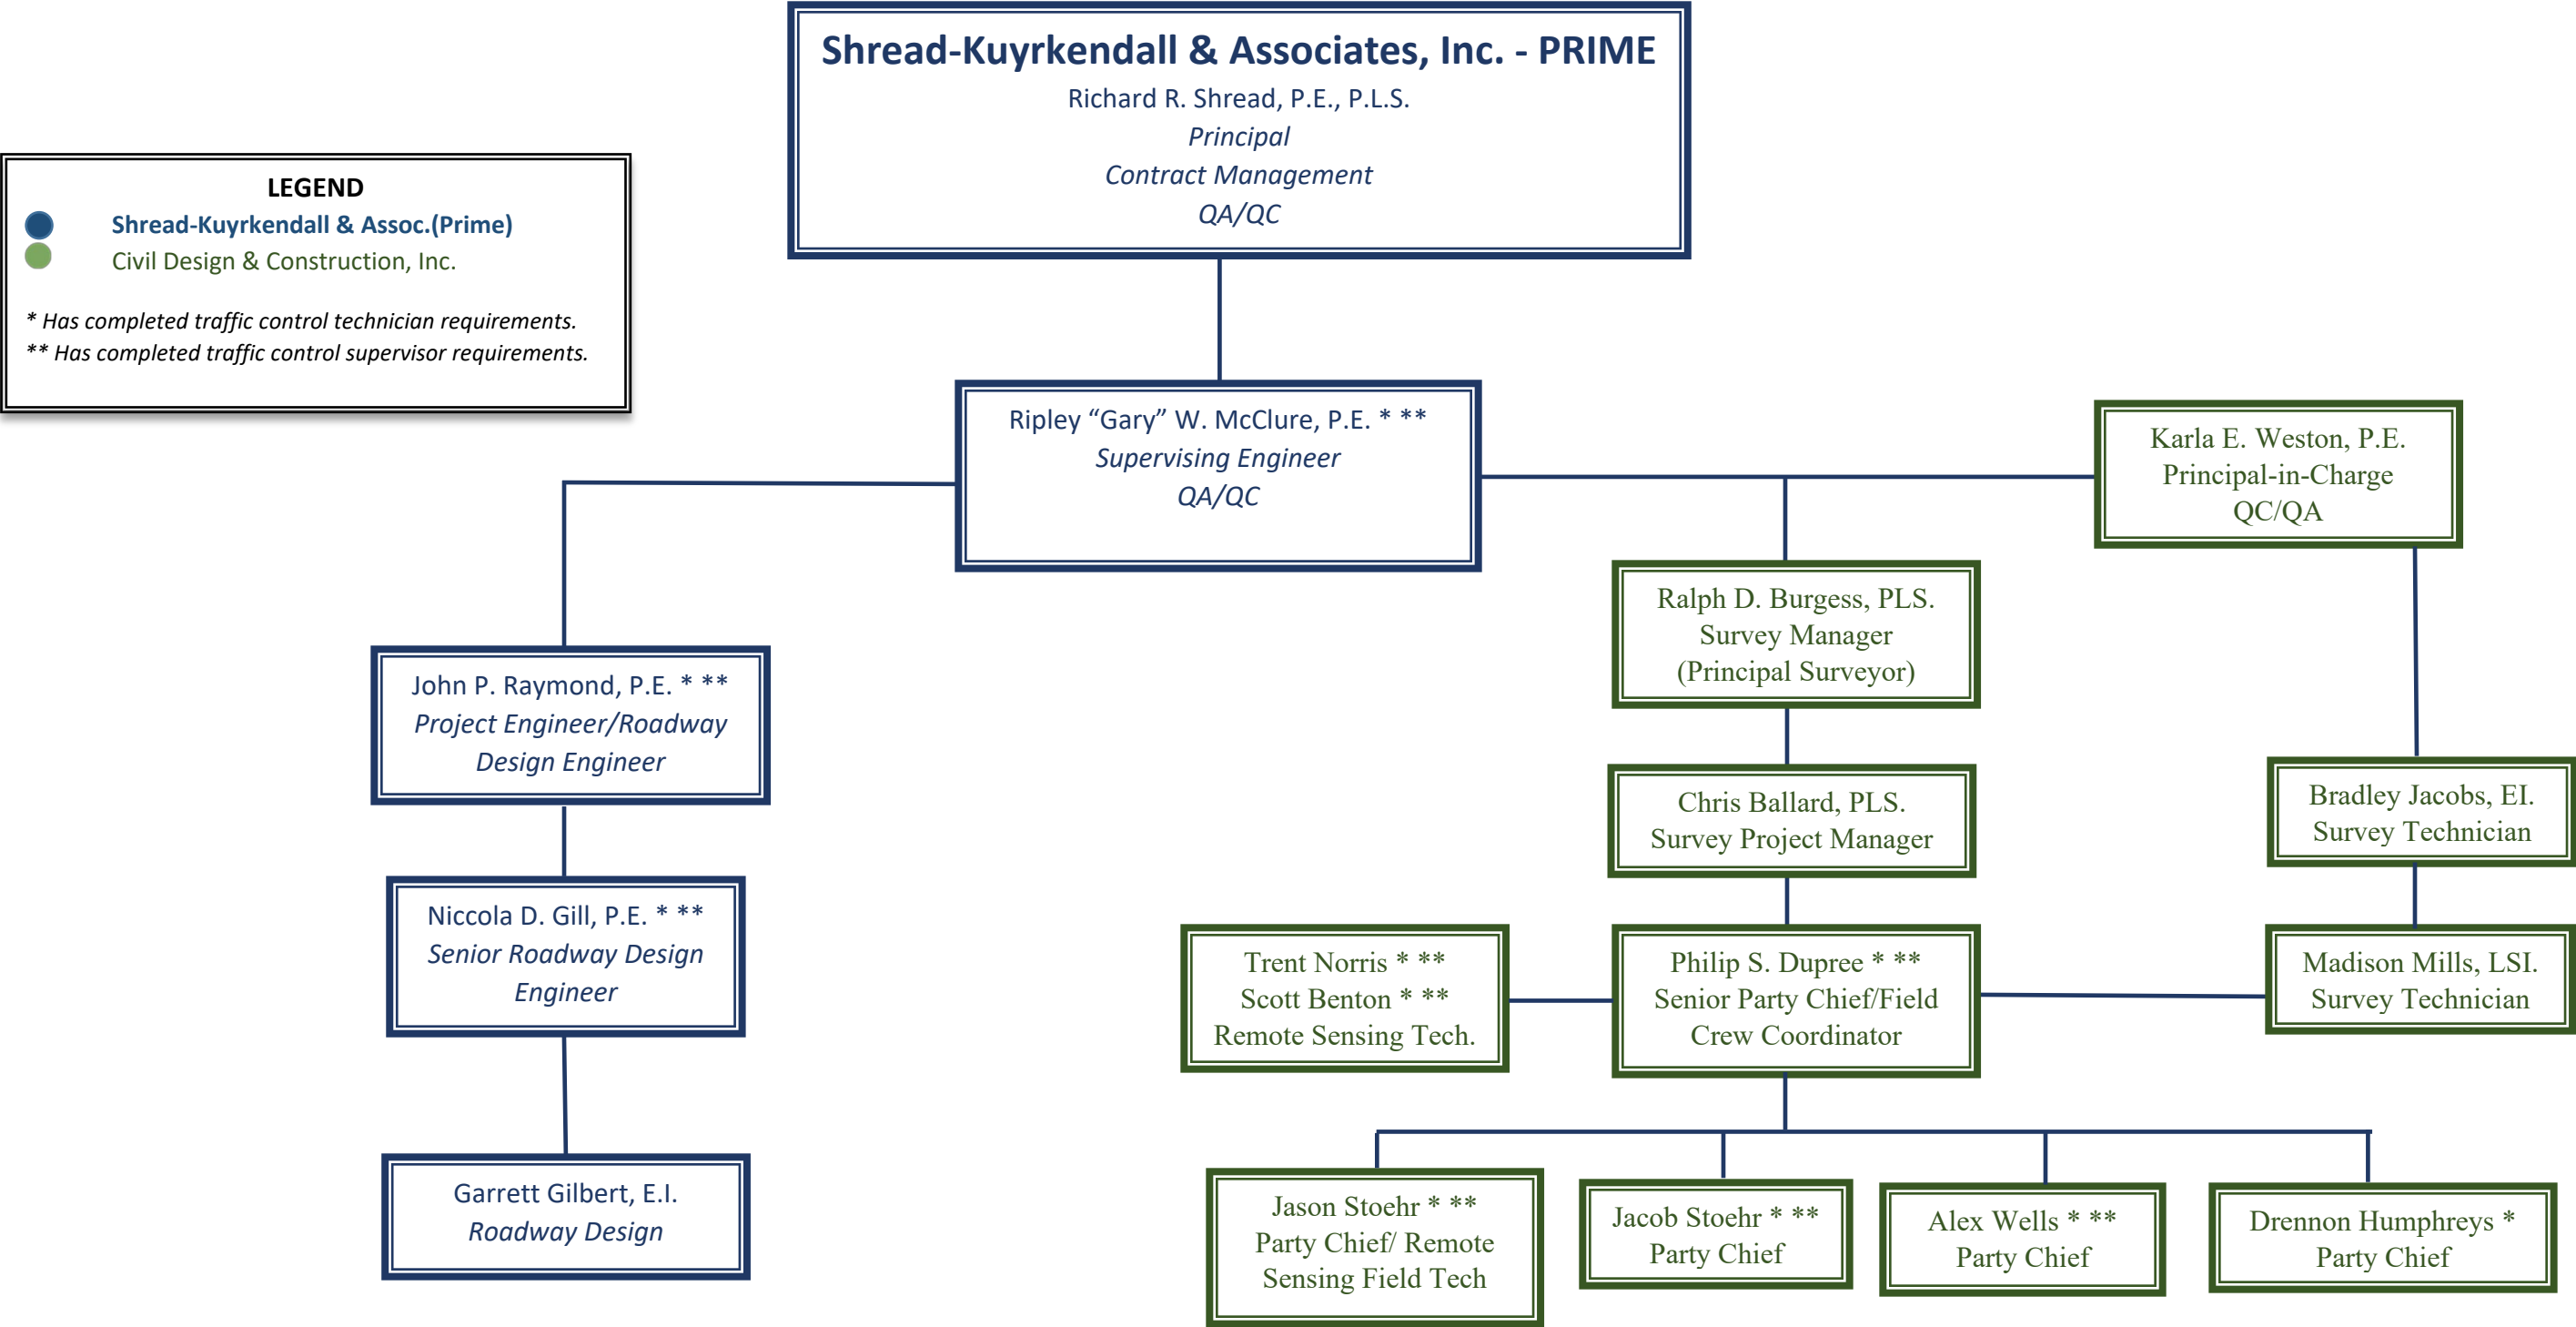 Shread-Kuyrkendall & Associates, Inc. - PRIME
Richard R. Shread, P.E., P.L.S.
Principal
Contract Management
QA/QC
LEGEND
Shread-Kuyrkendall & Assoc.(Prime)
Civil Design & Construction, Inc.
* Has completed traffic control technician requirements.
** Has completed traffic control supervisor requirements.
Ripley “Gary” W. McClure, P.E. * **
Supervising Engineer
QA/QC
Karla E. Weston, P.E.
Principal-in-Charge
QC/QA
Ralph D. Burgess, PLS.
Survey Manager
(Principal Surveyor)
John P. Raymond, P.E. * **
Project Engineer/Roadway
Design Engineer
Chris Ballard, PLS.
Survey Project Manager
Bradley Jacobs, EI.
Survey Technician
Niccola D. Gill, P.E. * **
Senior Roadway Design
Engineer
Trent Norris * **
Scott Benton * **
Remote Sensing Tech.
Philip S. Dupree * **
Senior Party Chief/Field
Crew Coordinator
Madison Mills, LSI.
Survey Technician
Garrett Gilbert, E.I.
Roadway Design
Jason Stoehr * **
Party Chief/ Remote
Sensing Field Tech
Jacob Stoehr * **
Party Chief
Alex Wells * **
Party Chief
Drennon Humphreys *
Party Chief